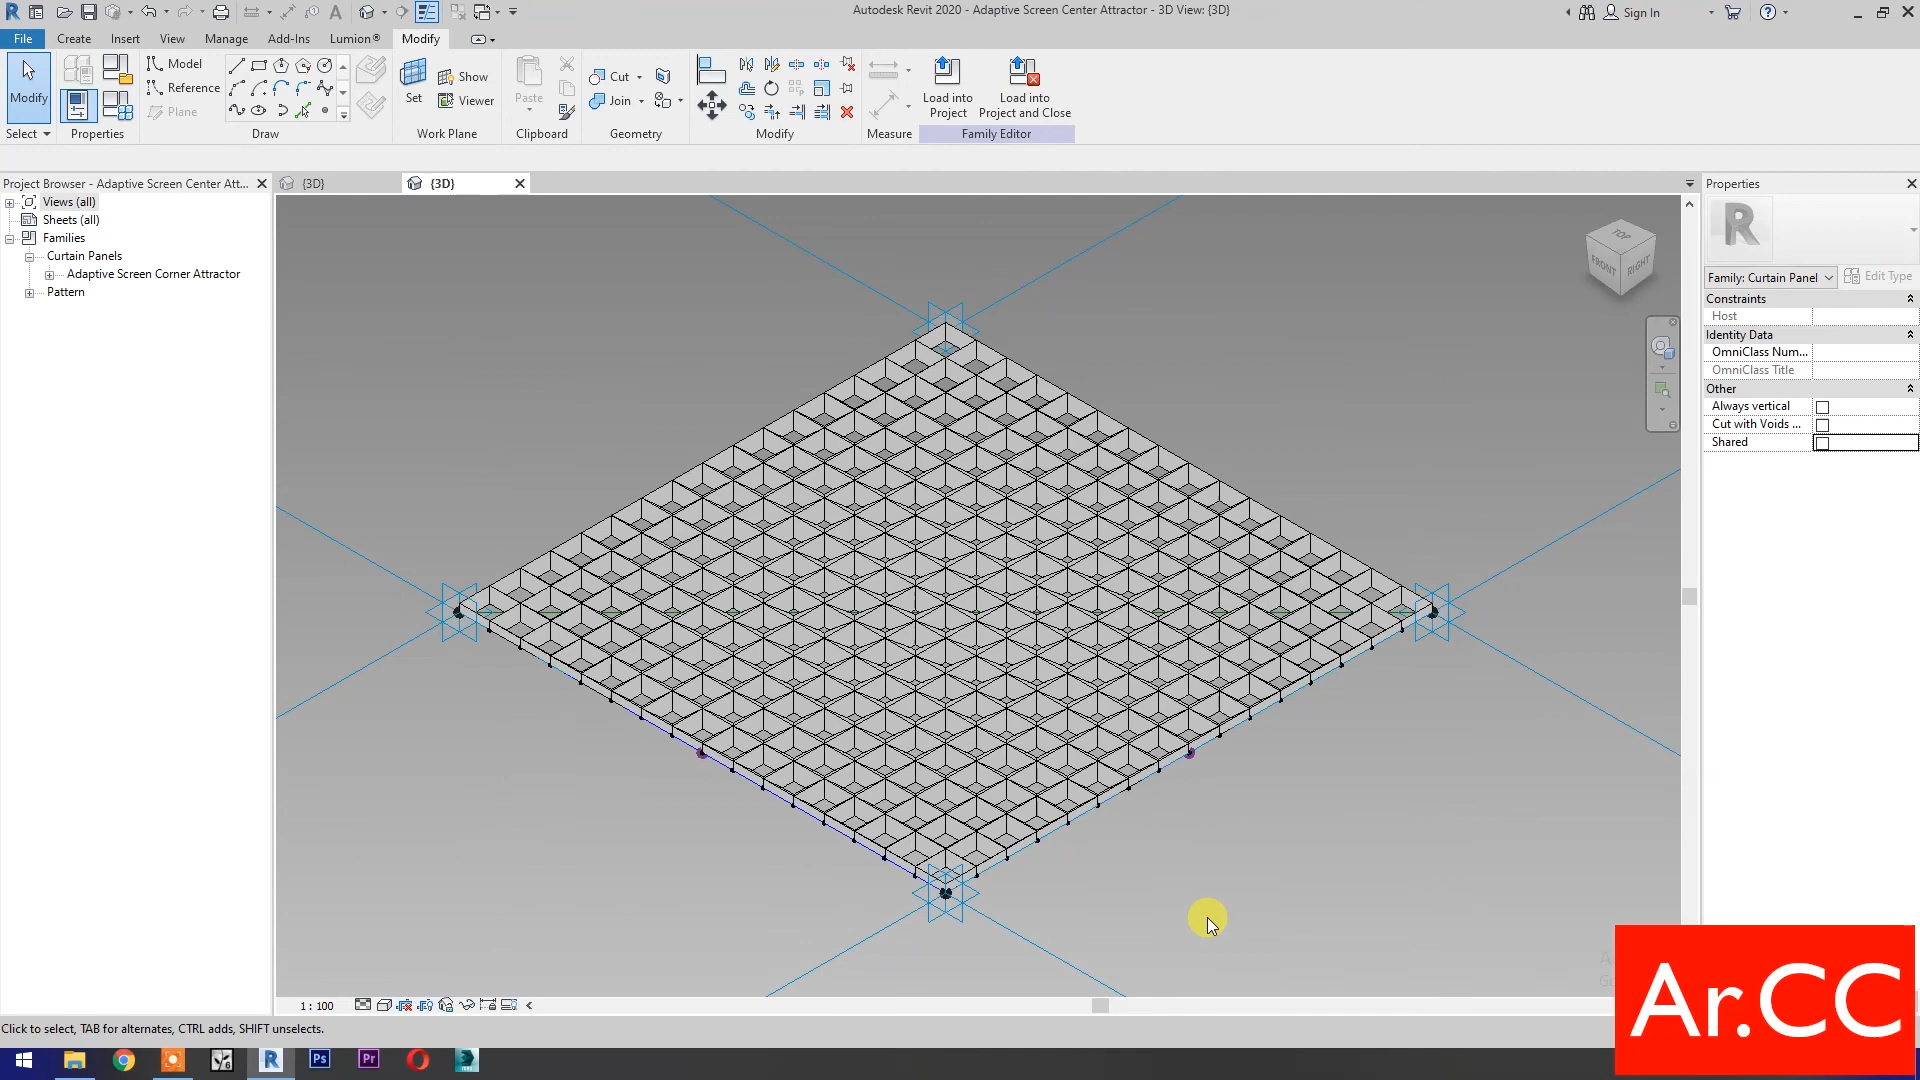 Autodesk Revit 2020 - Adaptive Screen Center Attractor - 3D View: {3D}
Sign In
File Create Insert View Manage Add-Ins Lumion® Modify
Modify
Select
Properties
Model
Reference
Plane
Draw
Set
Show
Viewer
Work Plane
Paste
Clipboard
Cut
Join
Geometry
Modify
Measure
Load into
Project
Load into
Project and Close
Family Editor
Project Browser - Adaptive Screen Center Att...
Views (all)
Sheets (all)
Families
Curtain Panels
Adaptive Screen Corner Attractor
Pattern
{3D}
{3D}
TOP
FRONT
RIGHT
Properties
R
Family: Curtain Panel
Edit Type
Constraints
Host
Identity Data
OmniClass Num...
OmniClass Title
Other
Always vertical
Cut with Voids ...
Shared
1 : 100
Click to select, TAB for alternates, CTRL adds, SHIFT unselects.
Ps
Pr
Ar.CC